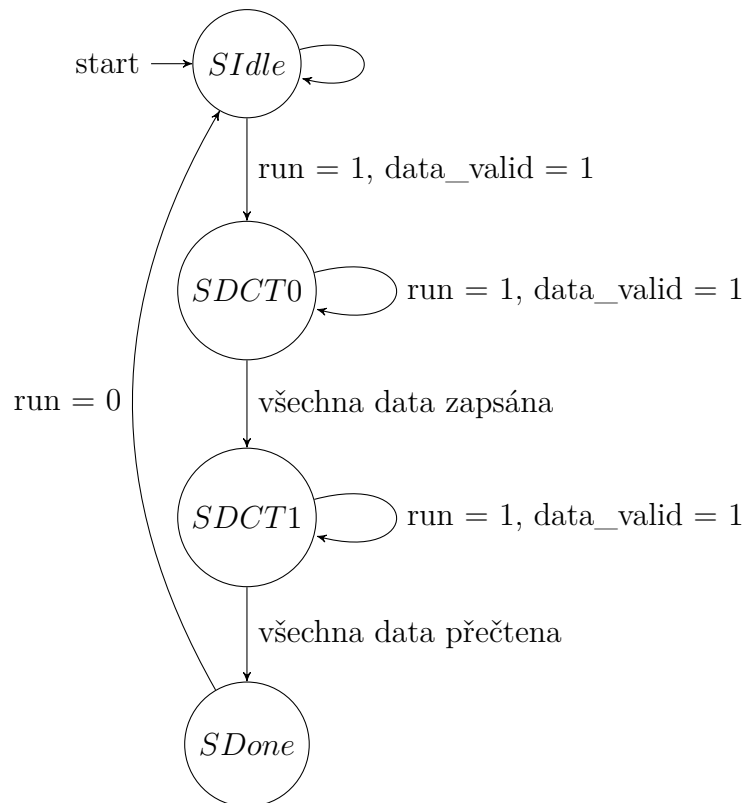 start
SIdle
run = 1, data_valid = 1
SDCT0
run = 1, data_valid = 1
run = 0
všechna data zapsána
SDCT1
run = 1, data_valid = 1
všechna data přečtena
SDone